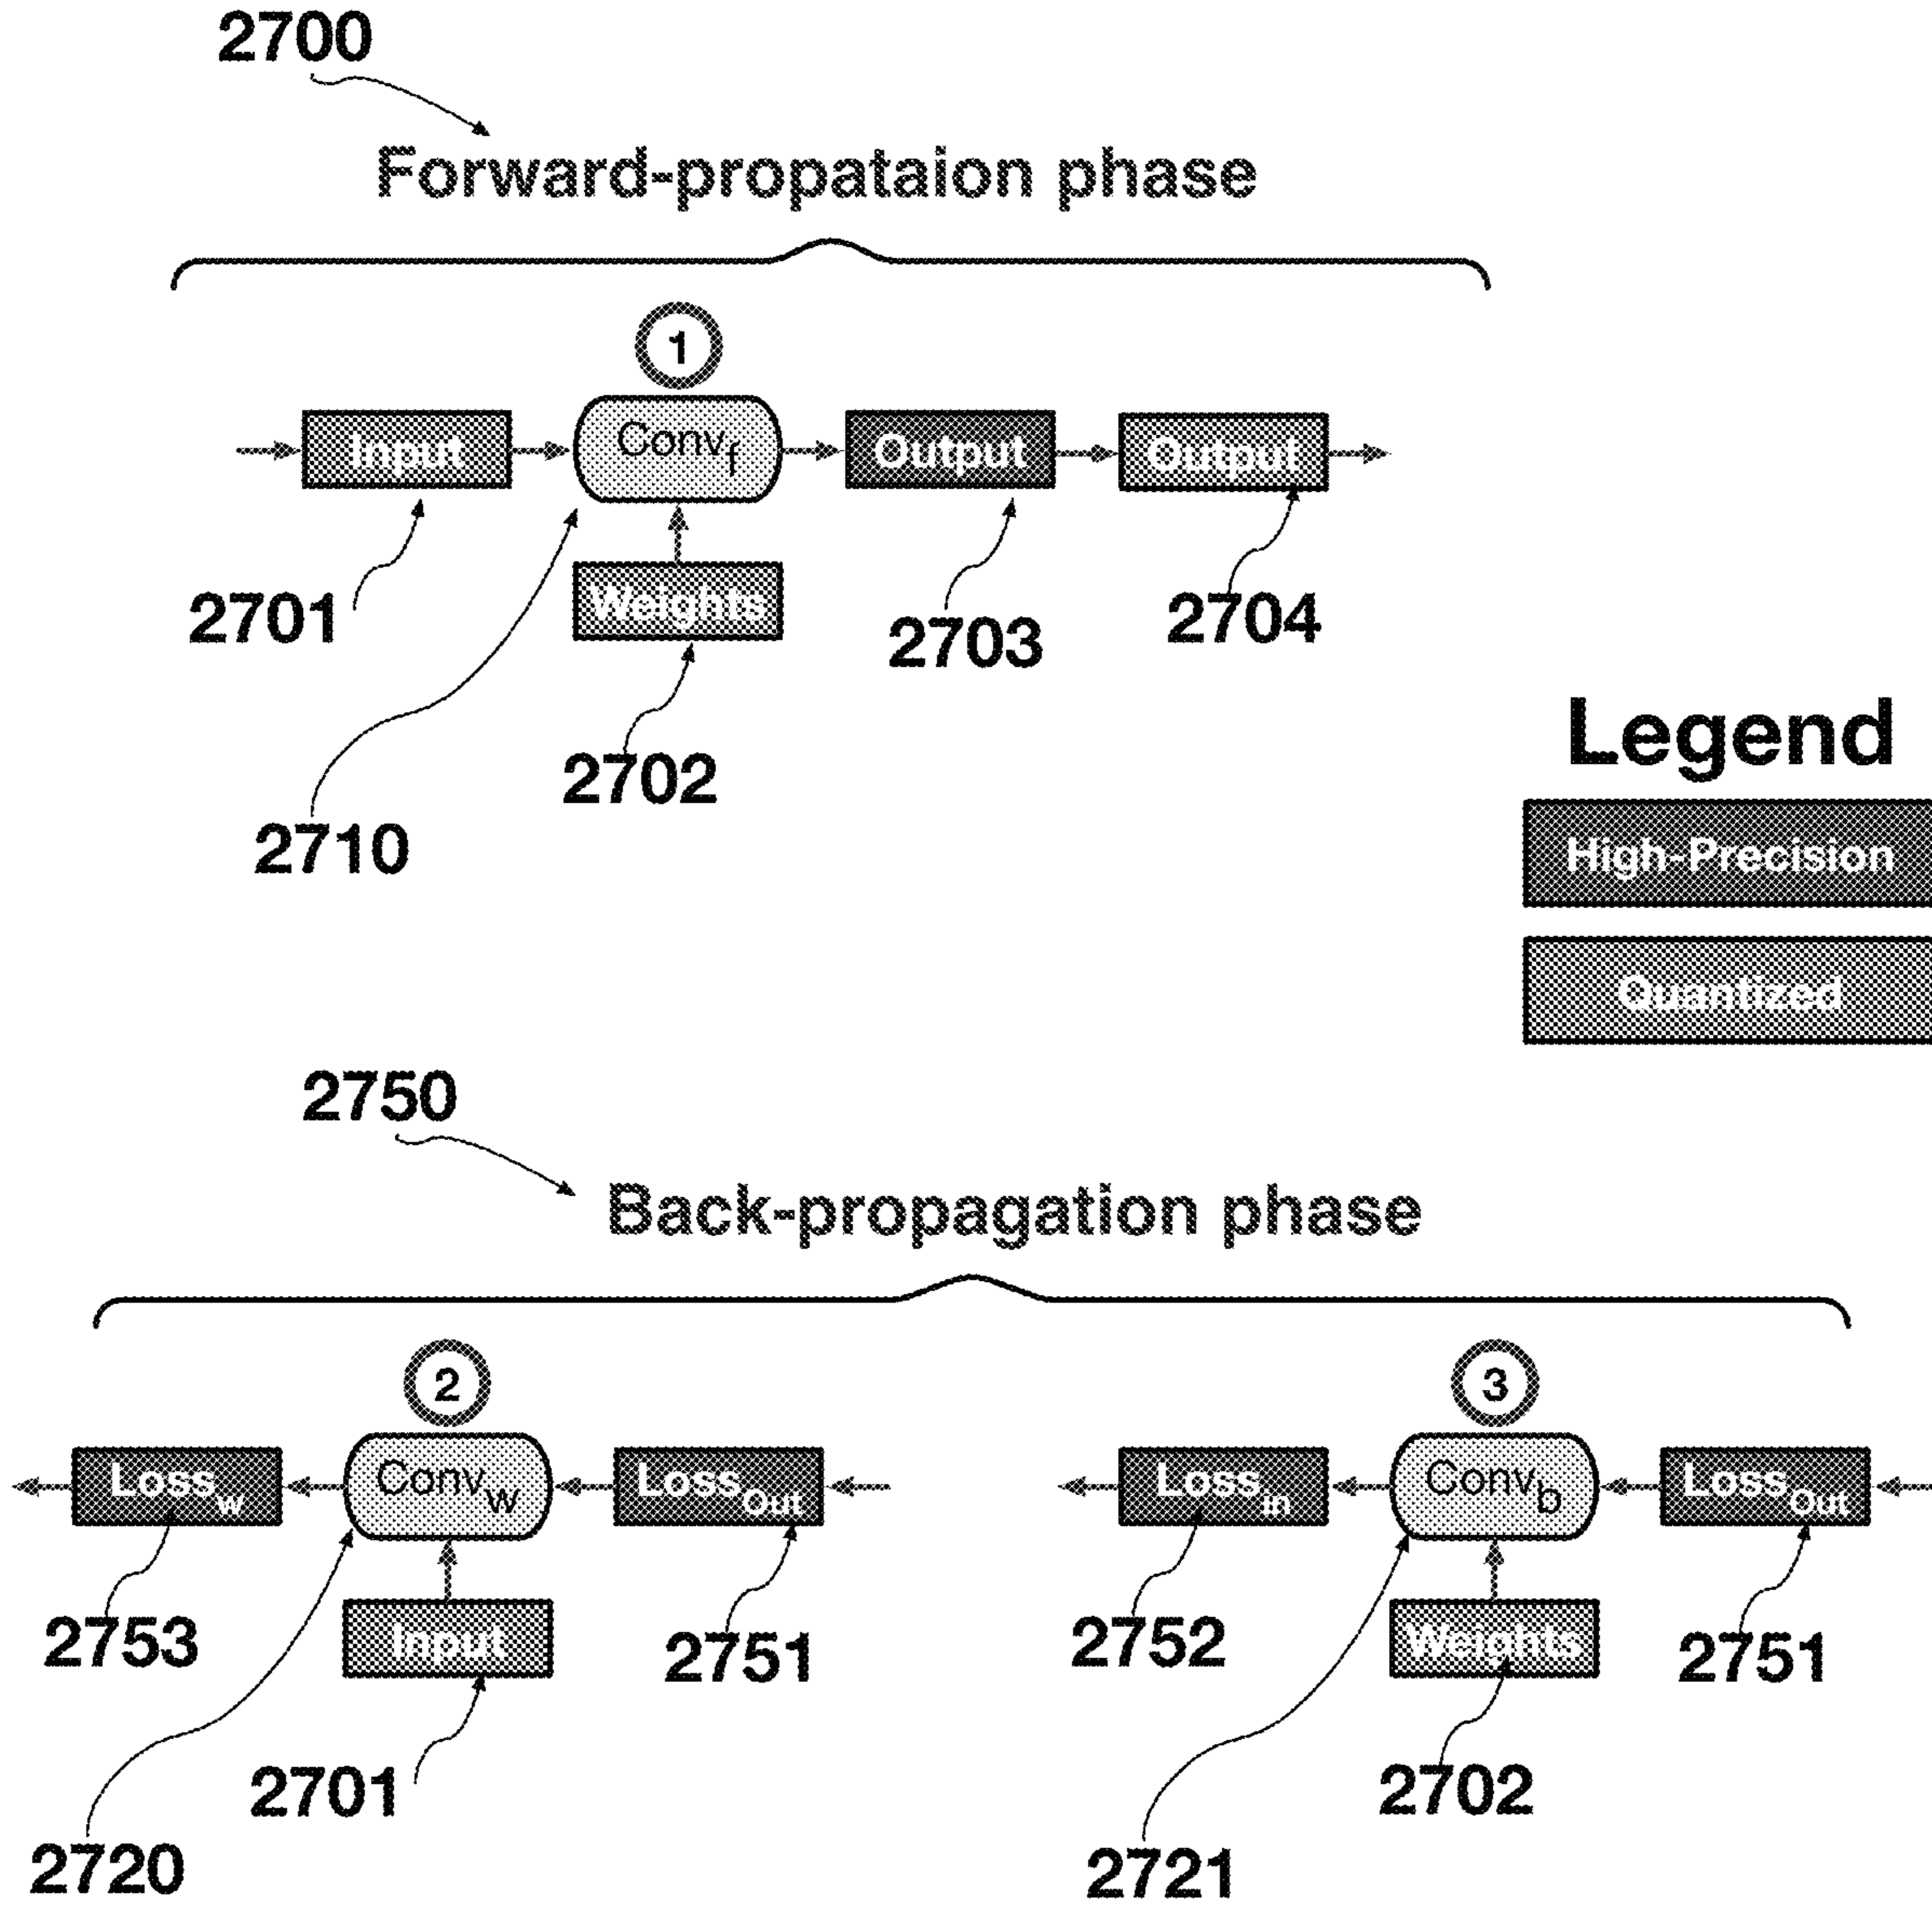 2700
Forward-propataion phase
1
Input
Conv_f
Output
Output
2701
Weights
2703
2704
2702
2710
Legend
High-Precision
Quantized
2750
Back-propagation phase
2
3
Loss_w
Conv_w
Loss_Out
Loss_in
Conv_b
Loss_Out
2753
Input
2751
2752
Weights
2751
2701
2702
2720
2721